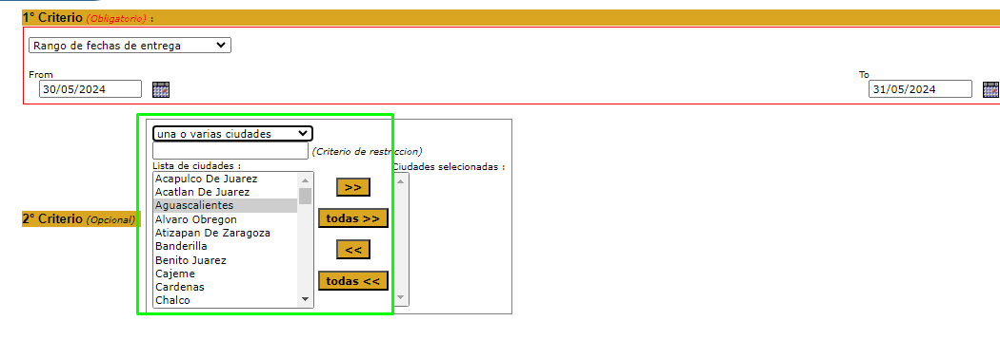 1° Criterio (Obligatorio) :
Rango de fechas de entrega
From
To
30/05/2024
31/05/2024
una o varias ciudades
(Criterio de restriccion)
Lista de ciudades :
Ciudades selecionadas :
Acapulco De Juarez
Acatlan De Juarez
Aguascalientes
Alvaro Obregon
Atizapan De Zaragoza
Banderilla
Benito Juarez
Cajeme
Cardenas
Chalco
>>
todas >>
<<
todas <<
2° Criterio (Opcional)